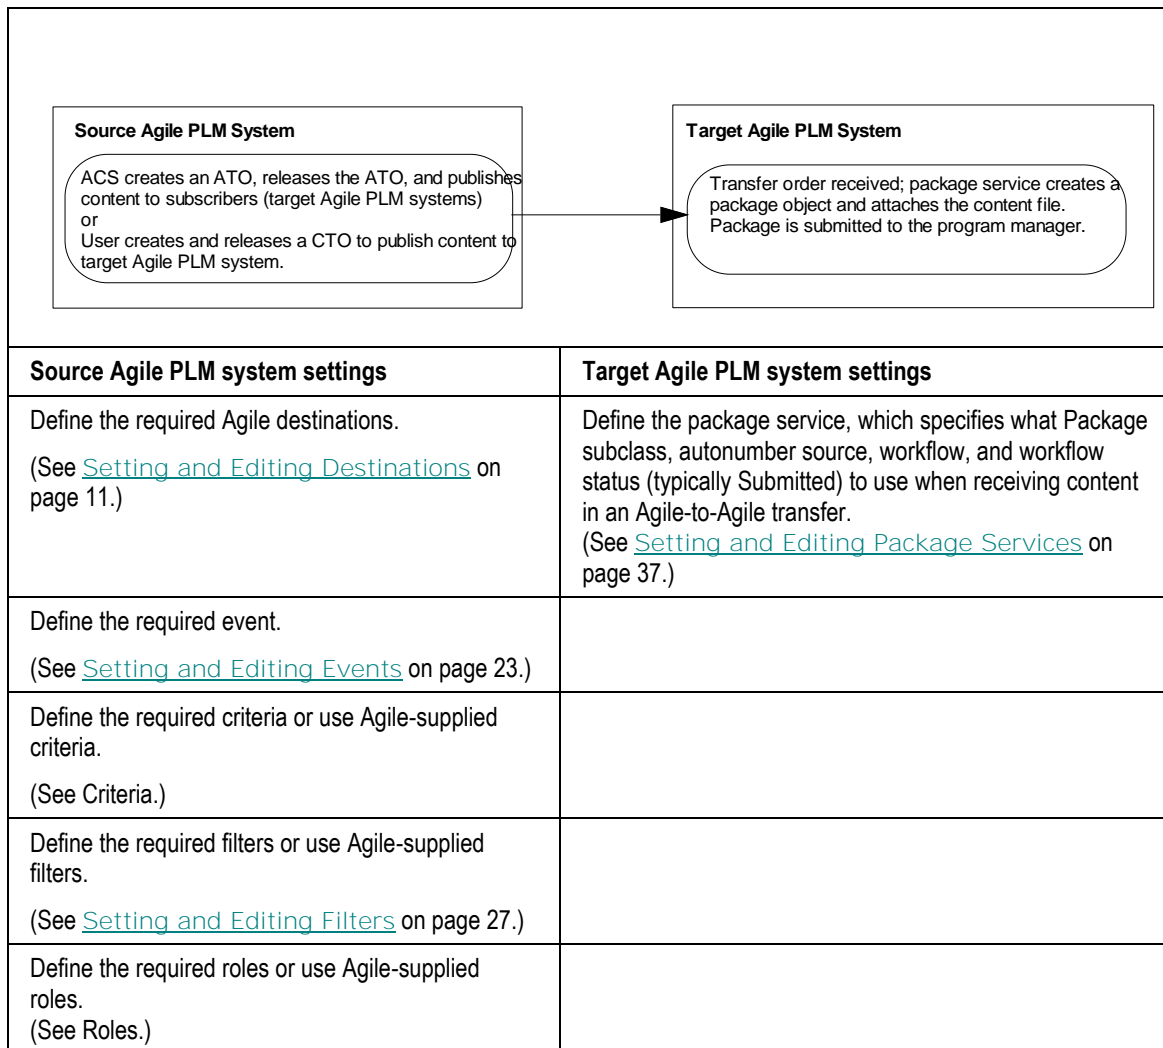 Source Agile PLM System
ACS creates an ATO, releases the ATO, and publishes
content to subscribers (target Agile PLM systems)
or
User creates and releases a CTO to publish content to
target Agile PLM system.
Target Agile PLM System
Transfer order received; package service creates a
package object and attaches the content file.
Package is submitted to the program manager.
Source Agile PLM system settings
Target Agile PLM system settings
Define the required Agile destinations.
(See Setting and Editing Destinations on
page 11.)
Define the package service, which specifies what Package
subclass, autonumber source, workflow, and workflow
status (typically Submitted) to use when receiving content
in an Agile-to-Agile transfer.
(See Setting and Editing Package Services on
page 37.)
Define the required event.
(See Setting and Editing Events on page 23.)
Define the required criteria or use Agile-supplied
criteria.
(See Criteria.)
Define the required filters or use Agile-supplied
filters.
(See Setting and Editing Filters on page 27.)
Define the required roles or use Agile-supplied
roles.
(See Roles.)